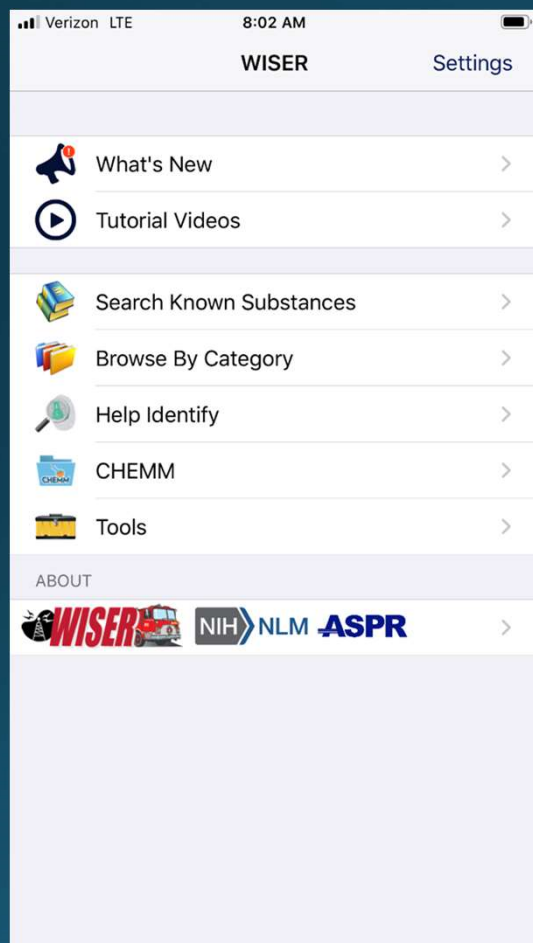 Verizon LTE 8:02 AM
WISER Settings
What's New
Tutorial Videos
Search Known Substances
Browse By Category
Help Identify
CHEMM CHEMM
Tools
ABOUT
WISER NIH NLM ASPR